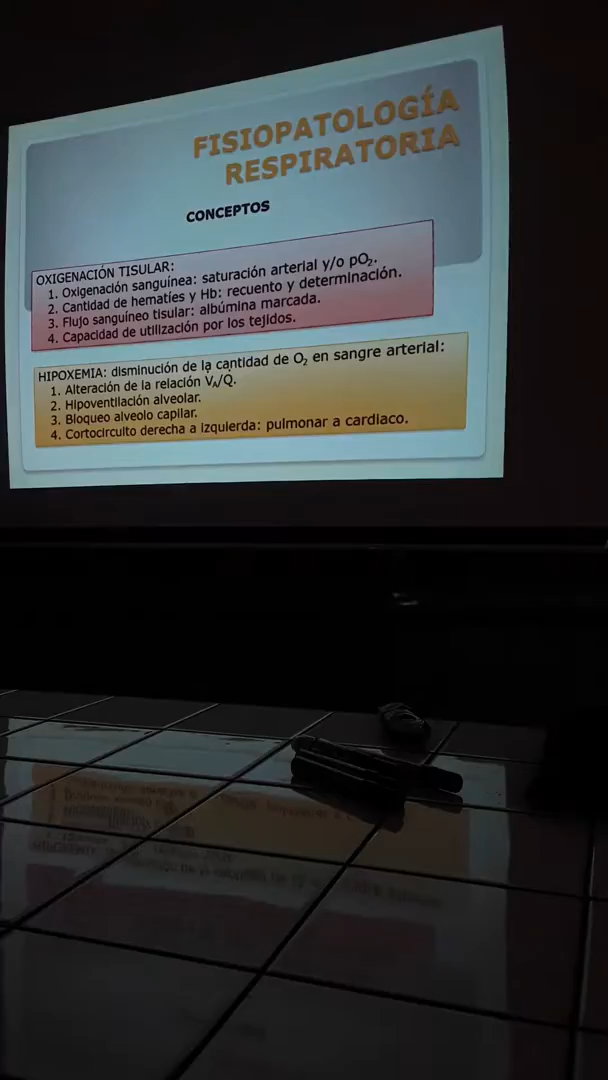 FISIOPATOLOGÍA
RESPIRATORIA
CONCEPTOS
OXIGENACIÓN TISULAR:
1. Oxigenación sanguínea: saturación arterial y/o pO₂.
2. Cantidad de hematíes y Hb: recuento y determinación.
3. Flujo sanguíneo tisular: albúmina marcada.
4. Capacidad de utilización por los tejidos.
HIPOXEMIA: disminución de la cantidad de O₂ en sangre arterial:
1. Alteración de la relación V̇ₐ/Q̇.
2. Hipoventilación alveolar.
3. Bloqueo alveolo capilar.
4. Cortocircuito derecha a izquierda: pulmonar a cardiaco.